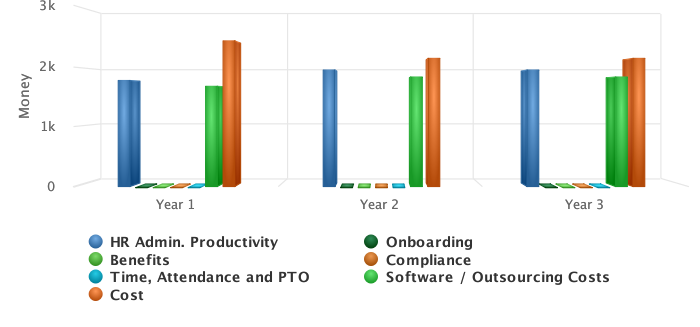 3k
2k
1k
0
Money
Year 1
Year 2
Year 3
HR Admin. Productivity
Onboarding
Benefits
Compliance
Time, Attendance and PTO
Software / Outsourcing Costs
Cost